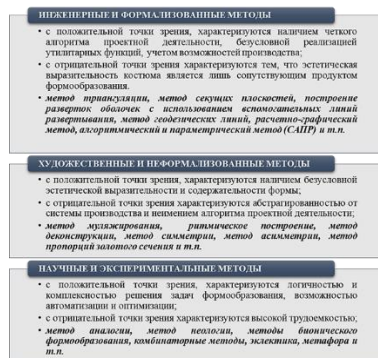 ИНЖЕНЕРНЫЕ И ФОРМАЛИЗОВАННЫЕ МЕТОДЫ
• с положительной точки зрения, характеризуются наличием четкого
алгоритма проектной деятельности, безусловной реализацией
утилитарных функций, учетом возможностей производства;
• с отрицательной точки зрения характеризуются тем, что эстетическая
выразительность костюма является лишь сопутствующим продуктом
формообразования.
• метод триангуляции, метод секущих плоскостей, построение
разверток оболочек с использованием вспомогательных линий
развертывания, метод геодезических линий, расчетно-графический
метод, алгоритмический и параметрический метод (САПР) и т.п.
ХУДОЖЕСТВЕННЫЕ И НЕФОРМАЛИЗОВАННЫЕ МЕТОДЫ
• с положительной точки зрения, характеризуются наличием безусловной
эстетической выразительности и содержательности формы;
• с отрицательной точки зрения характеризуются абстрагированностью от
системы производства и неимением алгоритма проектной деятельности;
• метод муляжирования, ритмическое построение, метод
деконструкции, метод симметрии, метод асимметрии, метод
пропорций золотого сечения и т.п.
НАУЧНЫЕ И ЭКСПЕРИМЕНТАЛЬНЫЕ МЕТОДЫ
• с положительной точки зрения, характеризуются логичностью и
комплексностью решения задач формообразования, возможностью
автоматизации и оптимизации;
• с отрицательной точки зрения характеризуются высокой трудоемкостью;
• метод аналогии, метод неологии, методы бионического
формообразования, комбинаторные методы, эклектика, метафора и
т.п.